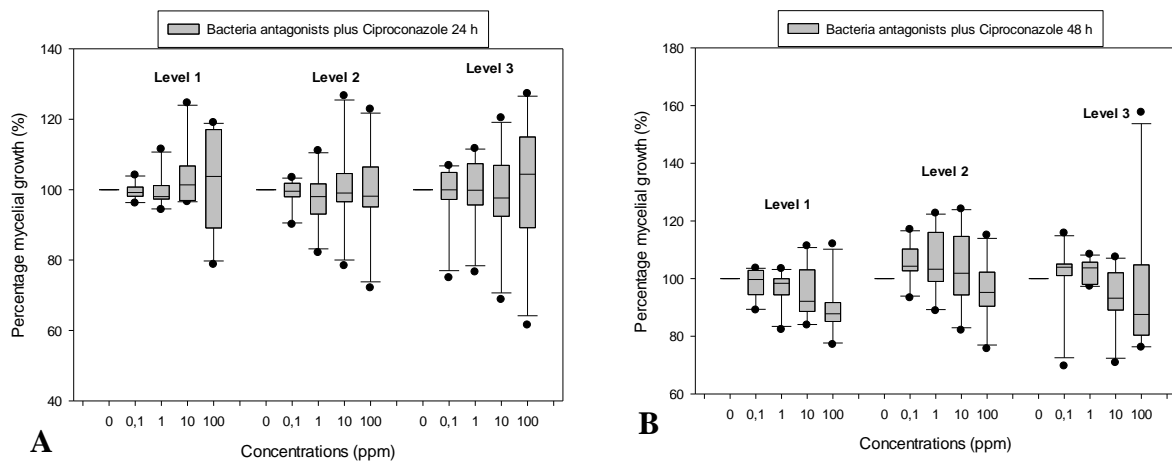 Bacteria antagonists plus Ciproconazole 24 h
140
120
100
80
60
40
Percentage mycelial growth (%)
Level 1
Level 2
Level 3
0 0,1 1 10 100 0 0,1 1 10 100 0 0,1 1 10 100
Concentrations (ppm)
A
Bacteria antagonists plus Ciproconazole 48 h
180
160
140
120
100
80
60
Percentage mycelial growth (%)
Level 1
Level 2
Level 3
0 0,1 1 10 100 0 0,1 1 10 100 0 0,1 1 10 100
Concentrations (ppm)
B